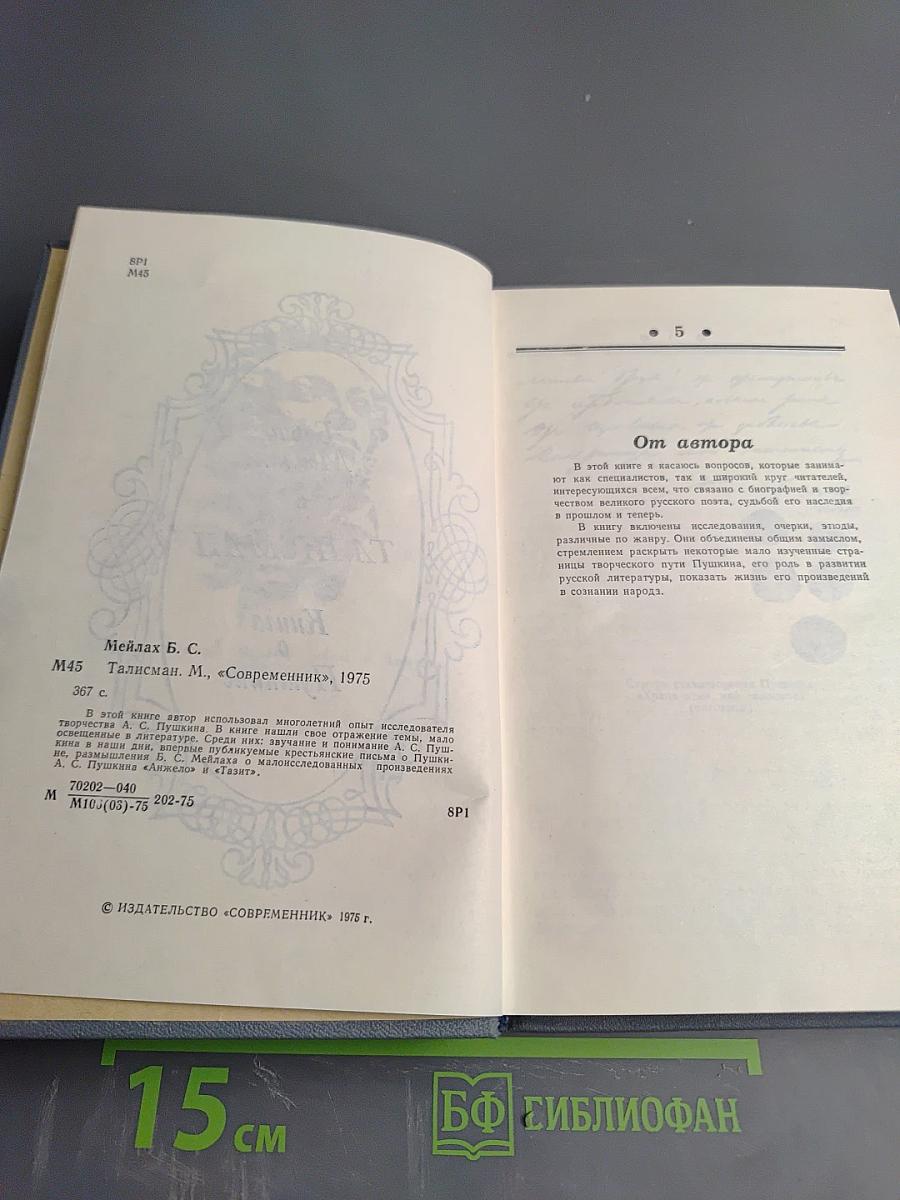 8Р1
М45
Мейлах Б. С.
М45 Талисман. М., «Современник», 1975
367 с.
В этой книге автор использовал многолетний опыт исследователя
творчества А. С. Пушкина. В книге нашли свое отражение темы, мало
освещенные в литературе. Среди них: звучание и понимание А. С. Пуш-
кина в наши дни, впервые публикуемые крестьянские письма о Пушки-
не, размышления Б. С. Мейлаха о малоисследованных произведениях
А. С. Пушкина «Анжело» и «Тазит».
70202—040
М 202-75
М106(03)-75
8Р1
© ИЗДАТЕЛЬСТВО «СОВРЕМЕННИК» 1975 г.
• 5 •
От автора
В этой книге я касаюсь вопросов, которые занима-
ют как специалистов, так и широкий круг читателей,
интересующихся всем, что связано с биографией и твор-
чеством великого русского поэта, судьбой его наследия
в прошлом и теперь.
В книгу включены исследования, очерки, этюды,
различные по жанру. Они объединены общим замыслом,
стремлением раскрыть некоторые мало изученные стра-
ницы творческого пути Пушкина, его роль в развитии
русской литературы, показать жизнь его произведений
в сознании народа.
15 см
БФ БИБЛИОФАН